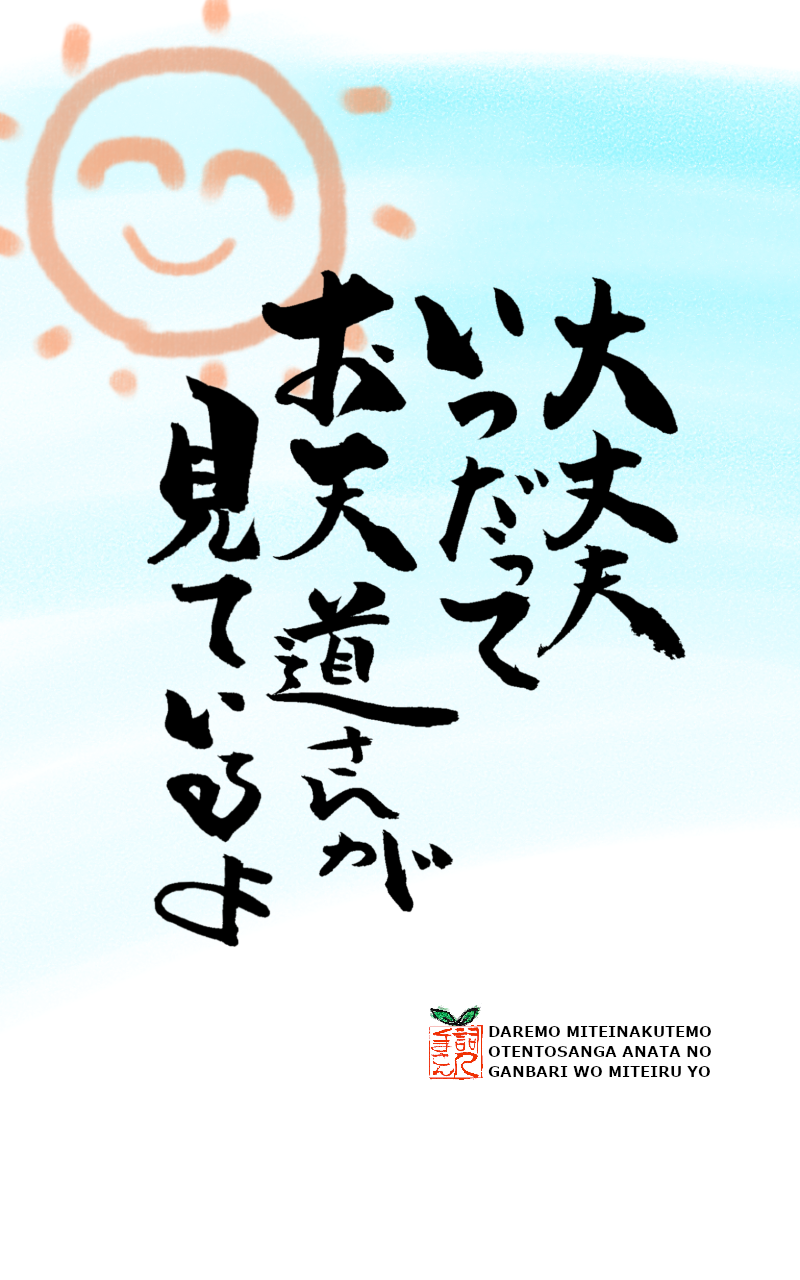 大丈夫
いつだって
お天道さんが
見ているよ
DAREMO MITEINAKUTEMO
OTENTOSANGA ANATA NO
GANBARI WO MITEIRU YO